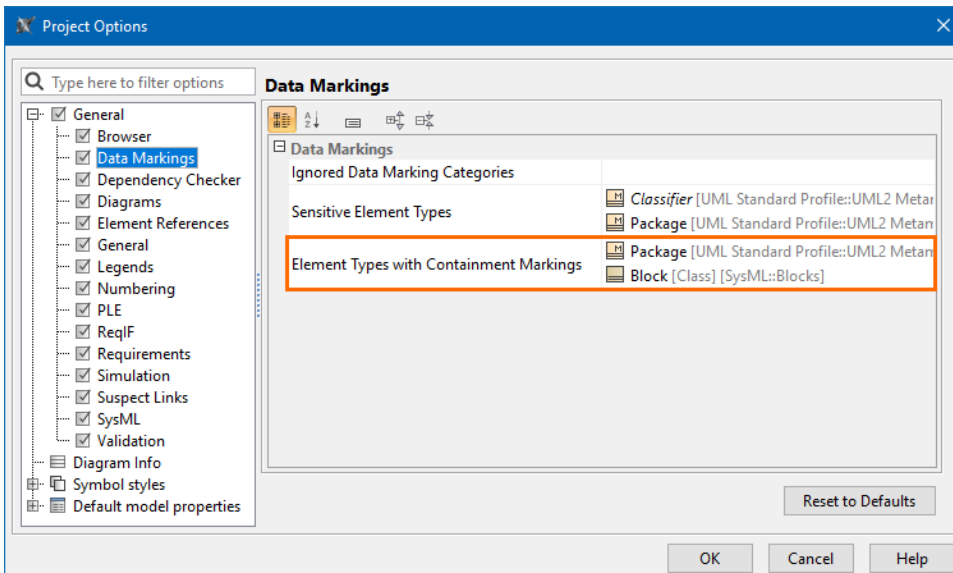 Project Options
Type here to filter options
General
Browser
Data Markings
Dependency Checker
Diagrams
Element References
General
Legends
Numbering
PLE
ReqIF
Requirements
Simulation
Suspect Links
SysML
Validation
Diagram Info
Symbol styles
Default model properties
Data Markings
Data Markings
Ignored Data Marking Categories
Sensitive Element Types
Classifier [UML Standard Profile::UML2 Metar
Package [UML Standard Profile::UML2 Metam
Element Types with Containment Markings
Package [UML Standard Profile::UML2 Metam
Block [Class] [SysML::Blocks]
Reset to Defaults
OK Cancel Help